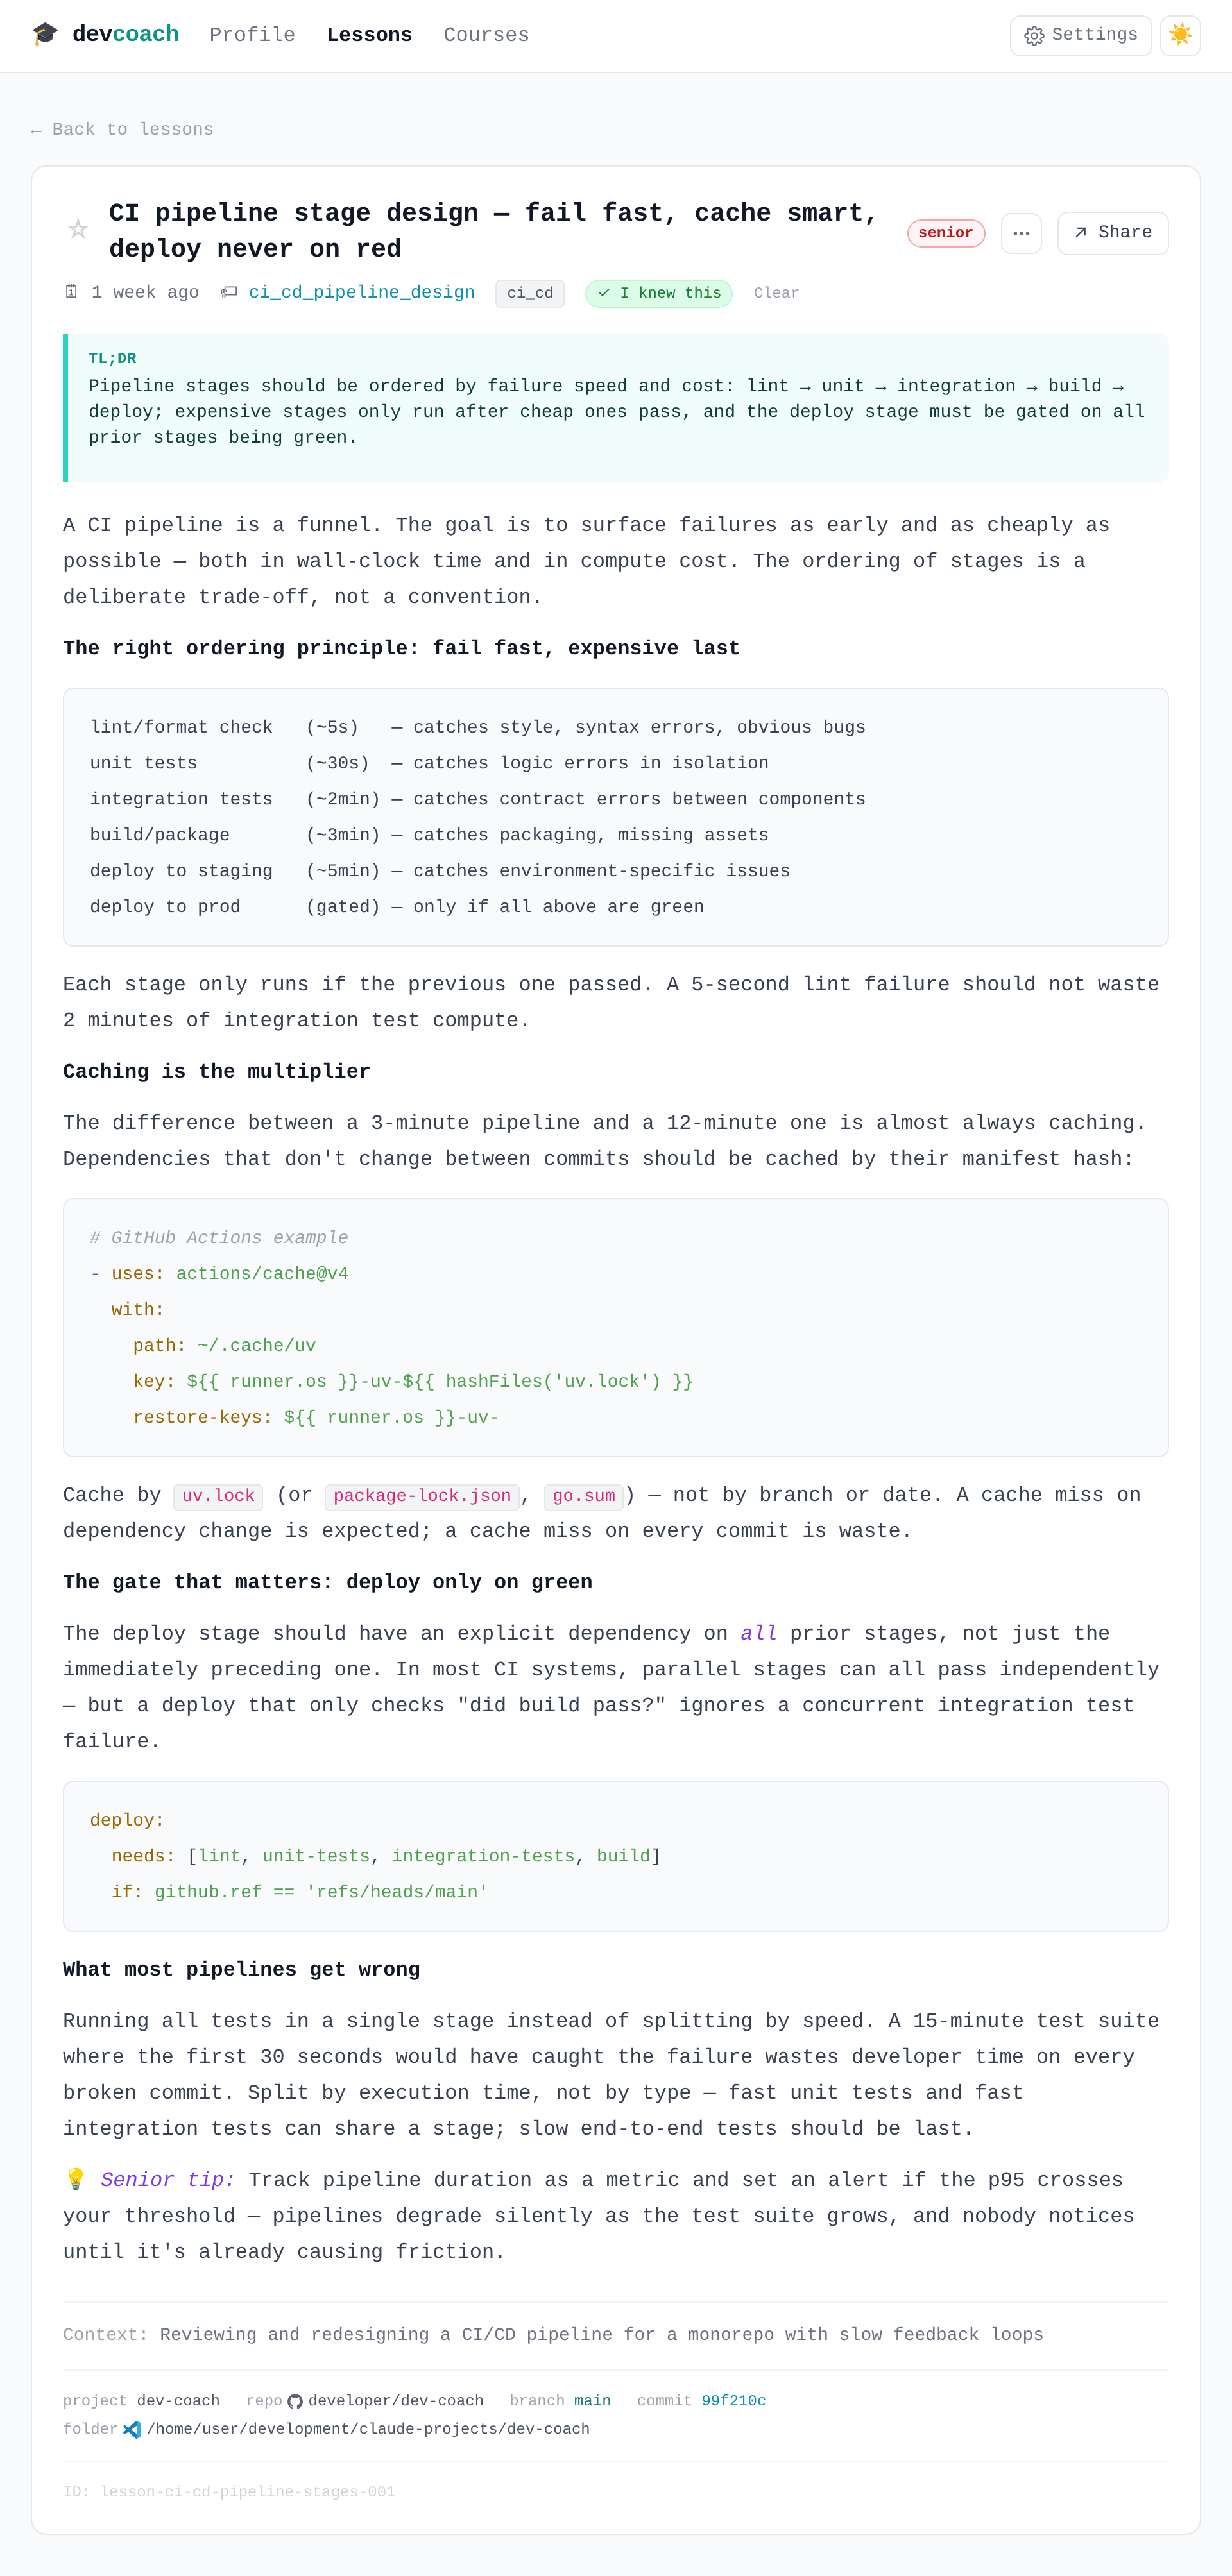 devcoach Profile Lessons Courses Settings
← Back to lessons
CI pipeline stage design — fail fast, cache smart,
deploy never on red
senior
Share
1 week ago ci_cd_pipeline_design ci_cd ✓ I knew this Clear
TL;DR
Pipeline stages should be ordered by failure speed and cost: lint → unit → integration → build →
deploy; expensive stages only run after cheap ones pass, and the deploy stage must be gated on all
prior stages being green.
A CI pipeline is a funnel. The goal is to surface failures as early and as cheaply as
possible — both in wall-clock time and in compute cost. The ordering of stages is a
deliberate trade-off, not a convention.
The right ordering principle: fail fast, expensive last
lint/format check   (~5s)   — catches style, syntax errors, obvious bugs
unit tests          (~30s)  — catches logic errors in isolation
integration tests   (~2min) — catches contract errors between components
build/package       (~3min) — catches packaging, missing assets
deploy to staging   (~5min) — catches environment-specific issues
deploy to prod      (gated) — only if all above are green
Each stage only runs if the previous one passed. A 5-second lint failure should not waste
2 minutes of integration test compute.
Caching is the multiplier
The difference between a 3-minute pipeline and a 12-minute one is almost always caching.
Dependencies that don't change between commits should be cached by their manifest hash:
# GitHub Actions example
- uses: actions/cache@v4
  with:
    path: ~/.cache/uv
    key: ${{ runner.os }}-uv-${{ hashFiles('uv.lock') }}
    restore-keys: ${{ runner.os }}-uv-
Cache by uv.lock (or package-lock.json, go.sum) — not by branch or date. A cache miss on
dependency change is expected; a cache miss on every commit is waste.
The gate that matters: deploy only on green
The deploy stage should have an explicit dependency on all prior stages, not just the
immediately preceding one. In most CI systems, parallel stages can all pass independently
— but a deploy that only checks "did build pass?" ignores a concurrent integration test
failure.
deploy:
  needs: [lint, unit-tests, integration-tests, build]
  if: github.ref == 'refs/heads/main'
What most pipelines get wrong
Running all tests in a single stage instead of splitting by speed. A 15-minute test suite
where the first 30 seconds would have caught the failure wastes developer time on every
broken commit. Split by execution time, not by type — fast unit tests and fast
integration tests can share a stage; slow end-to-end tests should be last.
💡 Senior tip: Track pipeline duration as a metric and set an alert if the p95 crosses
your threshold — pipelines degrade silently as the test suite grows, and nobody notices
until it's already causing friction.
Context: Reviewing and redesigning a CI/CD pipeline for a monorepo with slow feedback loops
project dev-coach repo developer/dev-coach branch main commit 99f210c
folder /home/user/development/claude-projects/dev-coach
ID: lesson-ci-cd-pipeline-stages-001